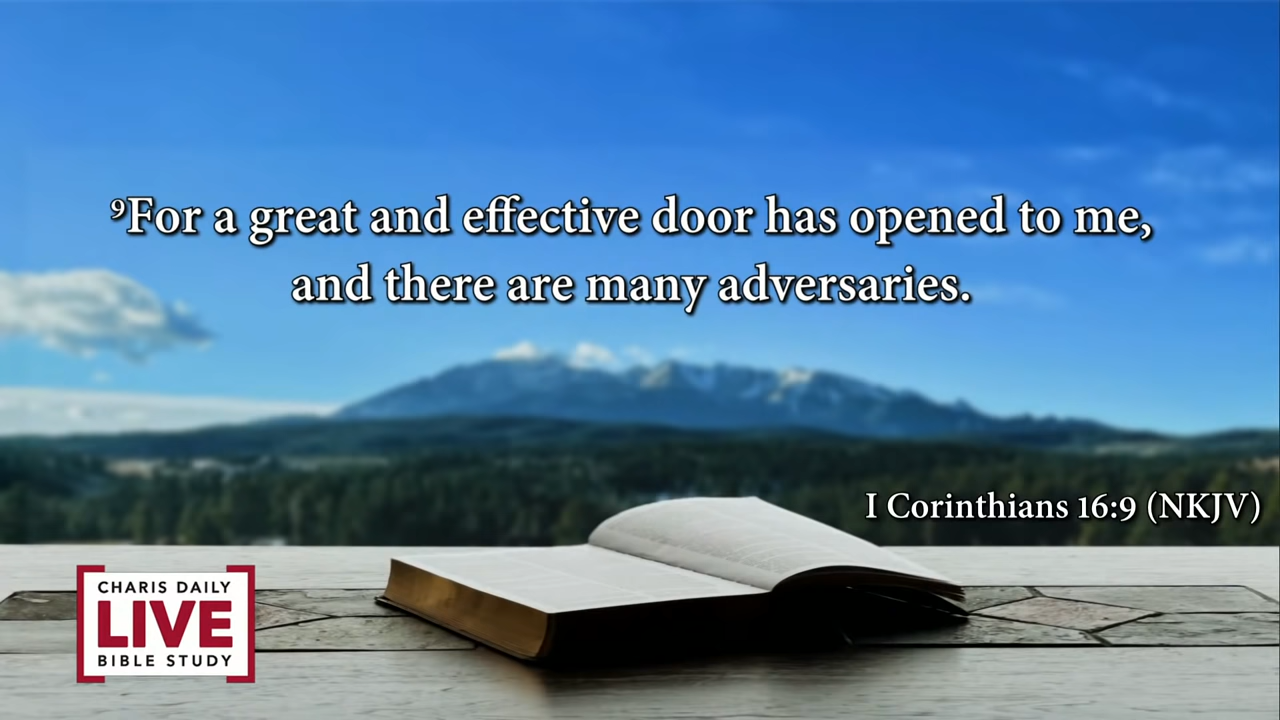 ⁹For a great and effective door has opened to me,
and there are many adversaries.
I Corinthians 16:9 (NKJV)
CHARIS DAILY
LIVE
BIBLE STUDY